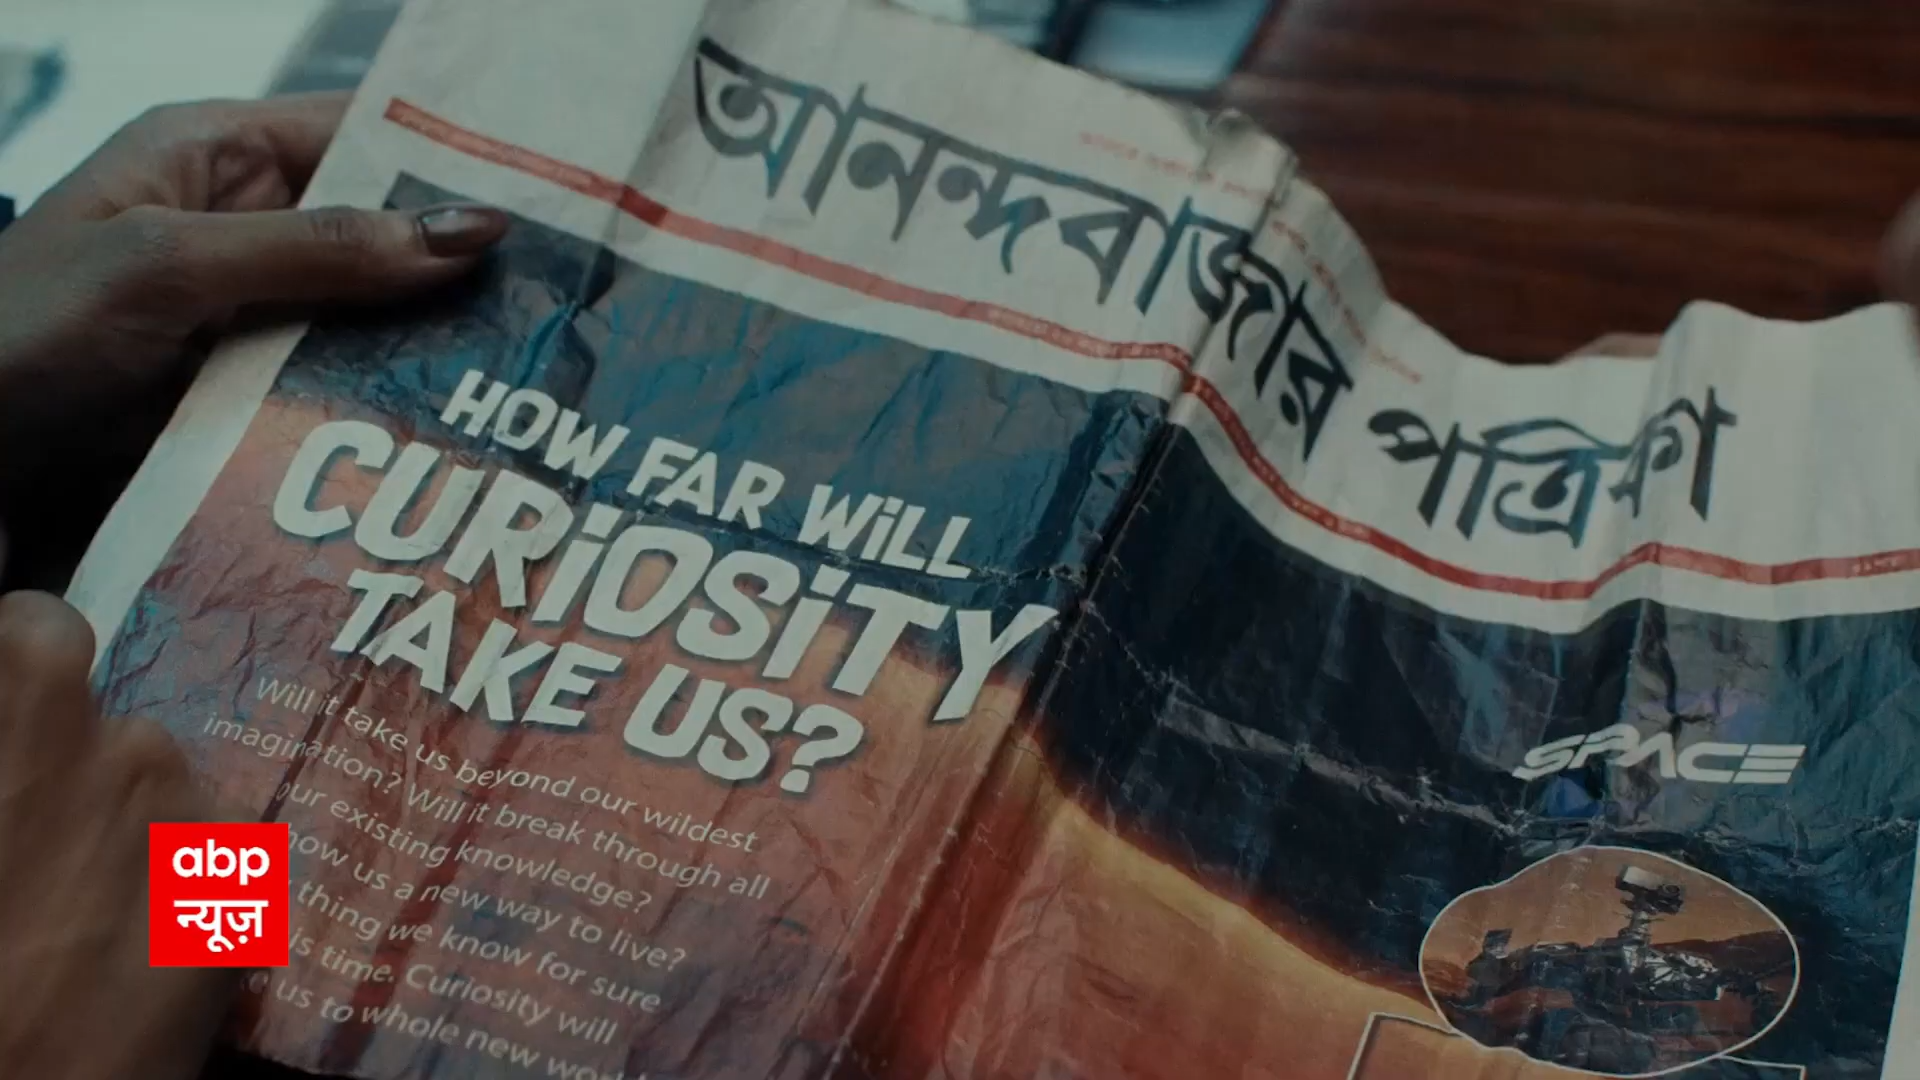 আনন্দবাজার পত্রিকা
HOW FAR WiLL
CURiOSiTY
TAKE US?
Will it take us beyond our wildest
imagination? Will it break through all
our existing knowledge?
us a new way to live?
thing we know for sure
is time. Curiosity will
us to whole new
SPACE
abp
न्यूज़